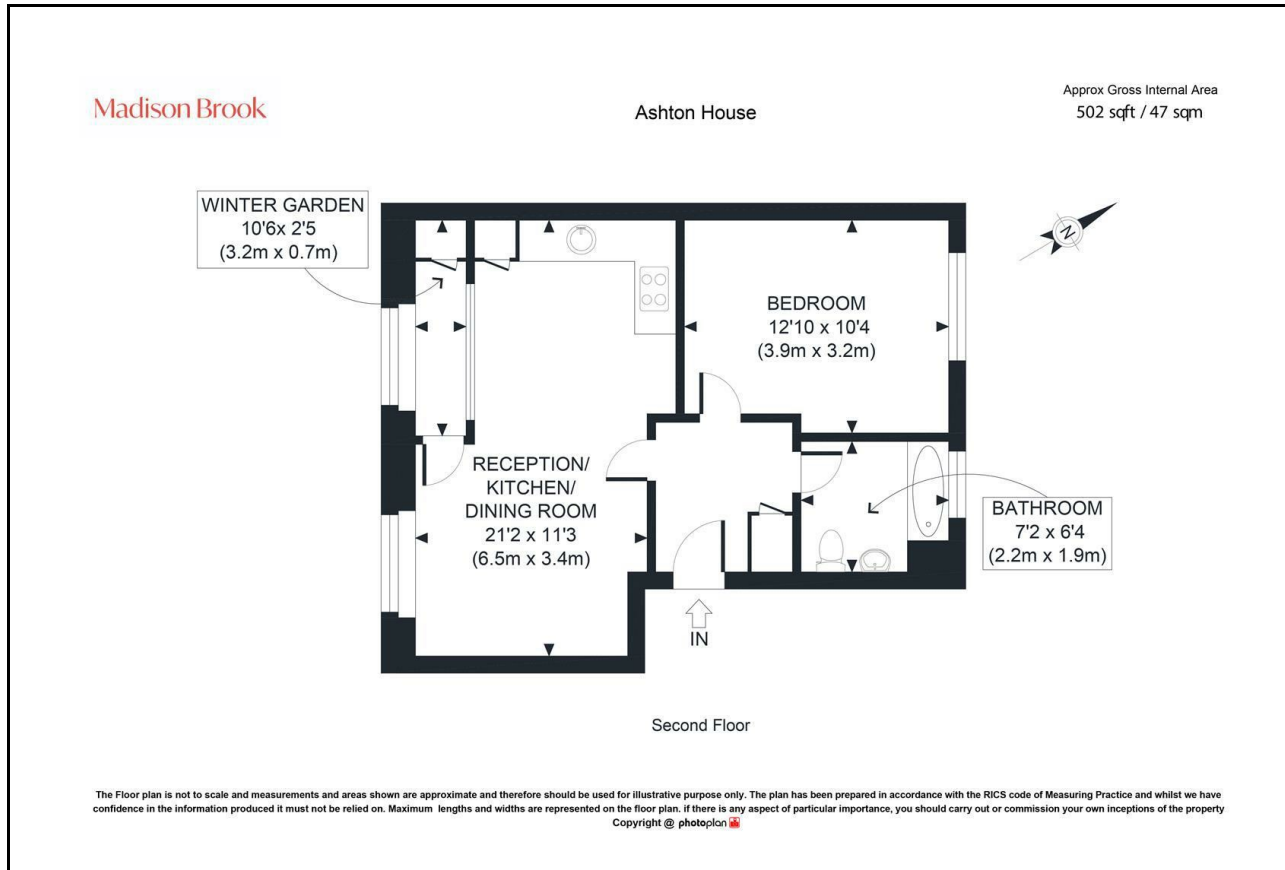 Madison Brook
Ashton House
Approx Gross Internal Area
502 sqft / 47 sqm
WINTER GARDEN
10'6x 2'5
(3.2m x 0.7m)
N
BEDROOM
12'10 x 10'4
(3.9m x 3.2m)
RECEPTION/
KITCHEN/
DINING ROOM
21'2 x 11'3
(6.5m x 3.4m)
BATHROOM
7'2 x 6'4
(2.2m x 1.9m)
IN
Second Floor
The Floor plan is not to scale and measurements and areas shown are approximate and therefore should be used for illustrative purpose only. The plan has been prepared in accordance with the RICS code of Measuring Practice and whilst we have
confidence in the information produced it must not be relied on. Maximum lengths and widths are represented on the floor plan. if there is any aspect of particular importance, you should carry out or commission your own inceptions of the property
Copyright @ photoplan